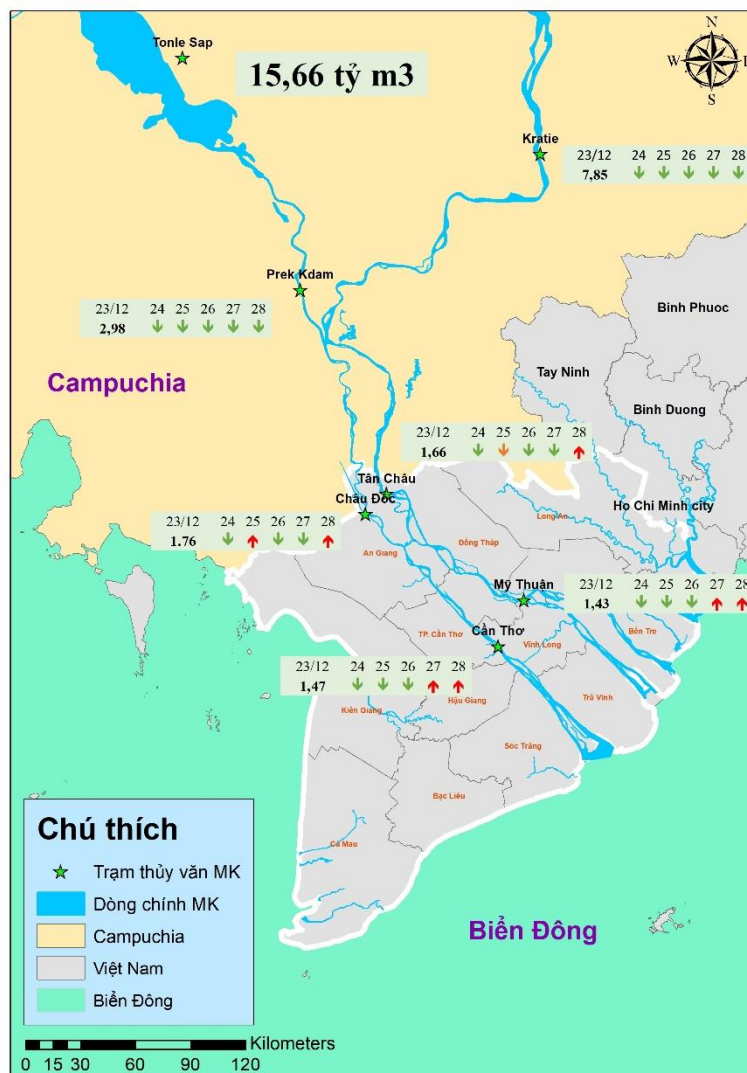 Tonle Sap
15,66 tỷ m3
N
W
S
Kratie
23/12 24 25 26 27 28
7,85
Prek Kdam
23/12 24 25 26 27 28
2,98
Binh Phuoc
Campuchia
Tay Ninh
Binh Duong
23/12 24 25 26 27 28
1,66
Tân Châu
Châu Đốc
Long An
Ho Chi Minh city
23/12 24 25 26 27 28
1.76
An Giang
Đồng Tháp
Mỹ Thuân
23/12 24 25 26 27 28
1,43
TP. Cần Thơ
Cần Thơ
Vĩnh Long
Bến Tre
23/12 24 25 26 27 28
1,47
Kiên Giang
Hậu Giang
Trà Vinh
Sóc Trăng
Bạc Liêu
Cà Mau
Biển Đông
Chú thích
Trạm thủy văn MK
Dòng chính MK
Campuchia
Việt Nam
Biển Đông
Kilometers
0 15 30 60 90 120